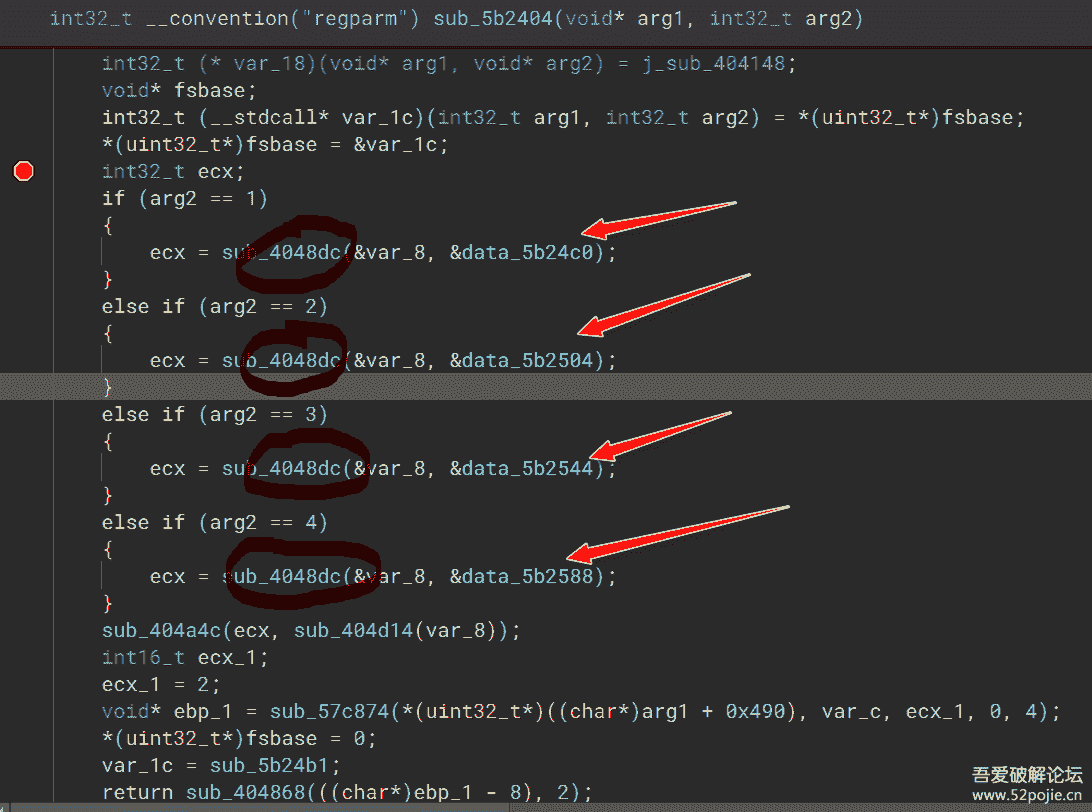 int32_t __convention("regparm") sub_5b2404(void* arg1, int32_t arg2)
int32_t (* var_18)(void* arg1, void* arg2) = j_sub_404148;
void* fsbase;
int32_t (__stdcall* var_1c)(int32_t arg1, int32_t arg2) = *(uint32_t*)fsbase;
*(uint32_t*)fsbase = &var_1c;
int32_t ecx;
if (arg2 == 1)
{
ecx = sub_4048dc(&var_8, &data_5b24c0);
}
else if (arg2 == 2)
{
ecx = sub_4048dc(&var_8, &data_5b2504);
}
else if (arg2 == 3)
{
ecx = sub_4048dc(&var_8, &data_5b2544);
}
else if (arg2 == 4)
{
ecx = sub_4048dc(&var_8, &data_5b2588);
}
sub_404a4c(ecx, sub_404d14(var_8));
int16_t ecx_1;
ecx_1 = 2;
void* ebp_1 = sub_57c874(*(uint32_t*)((char*)arg1 + 0x490), var_c, ecx_1, 0, 4);
*(uint32_t*)fsbase = 0;
var_1c = sub_5b24b1;
return sub_404868(((char*)ebp_1 - 8), 2);
吾爱破解论坛
www.52pojie.cn